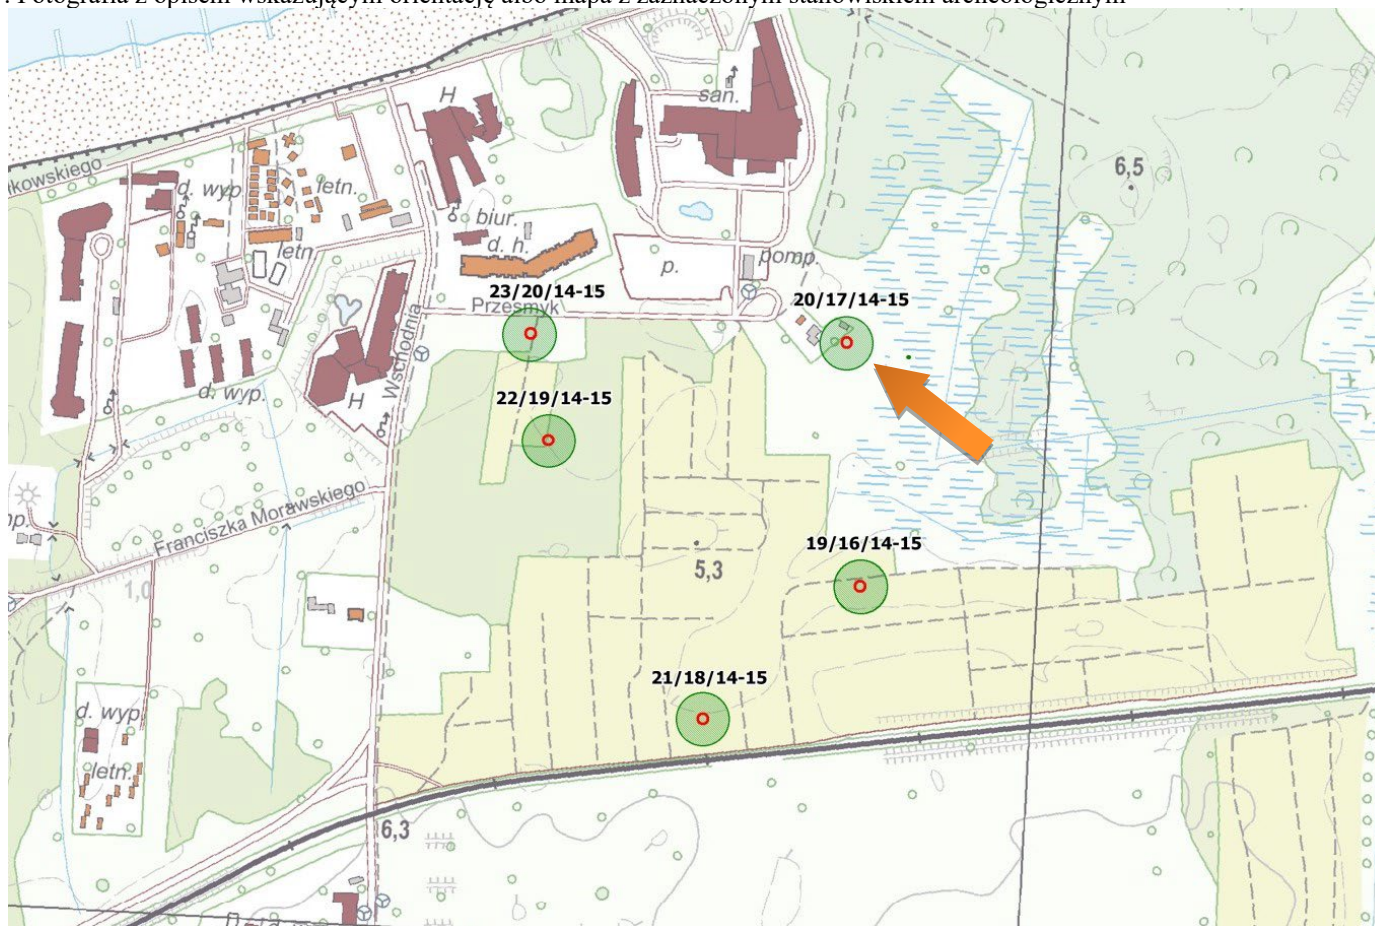 . Fotografia z opisem wskazującym orientację albo mapa z zaznaczonym stanowiskiem archeologicznym
H
san.
6,5
ikowskiego
d. wyp.
letn.
biur.
d. h.
letn.
p.
pomp.
23/20/14-15
20/17/14-15
Przesmyk
Wschodnia
22/19/14-15
d. wyp.
H
Franciszka Morawskiego
19/16/14-15
5,3
1,0
21/18/14-15
d. wyp.
letn.
6,3